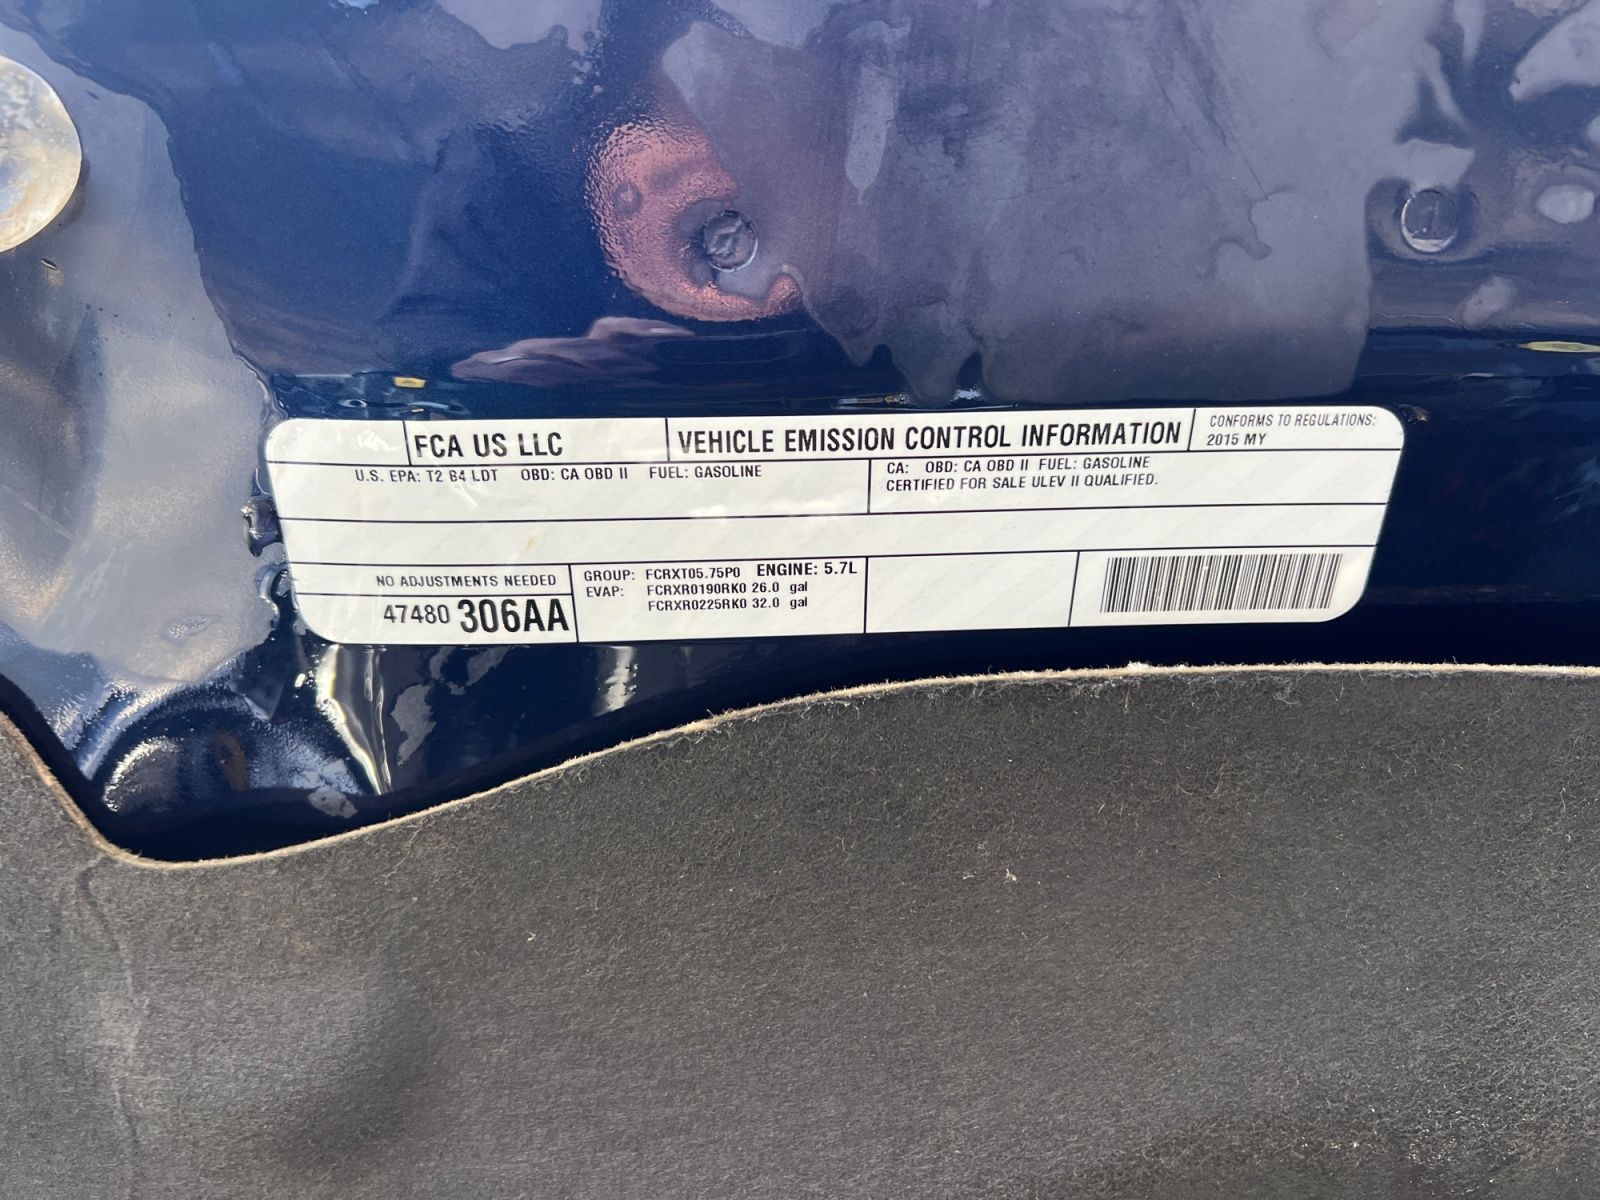 FCA US LLC
VEHICLE EMISSION CONTROL INFORMATION
CONFORMS TO REGULATIONS:
2015 MY
U.S. EPA: T2 B4 LDT OBD: CA OBD II FUEL: GASOLINE
CA: OBD: CA OBD II FUEL: GASOLINE
CERTIFIED FOR SALE ULEV II QUALIFIED.
NO ADJUSTMENTS NEEDED
47480 306AA
GROUP: FCRXT05.75P0 ENGINE: 5.7L
EVAP: FCRXR0190RK0 26.0 gal
FCRXR0225RK0 32.0 gal